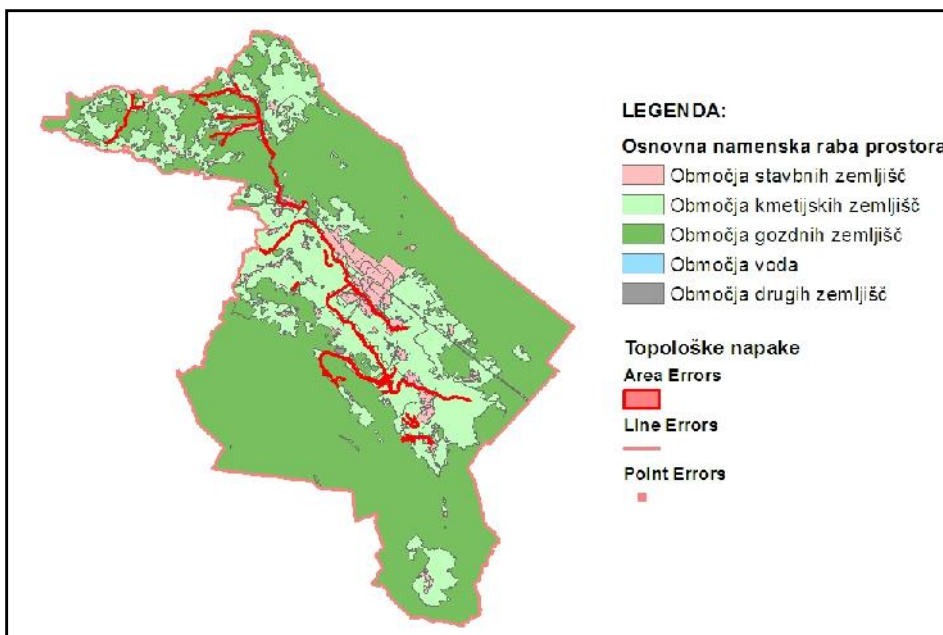 LEGENDA:
Osnovna namenska raba prostora
Območja stavbnih zemljišč
Območja kmetijskih zemljišč
Območja gozdnih zemljišč
Območja voda
Območja drugih zemljišč
Topološke napake
Area Errors
Line Errors
Point Errors